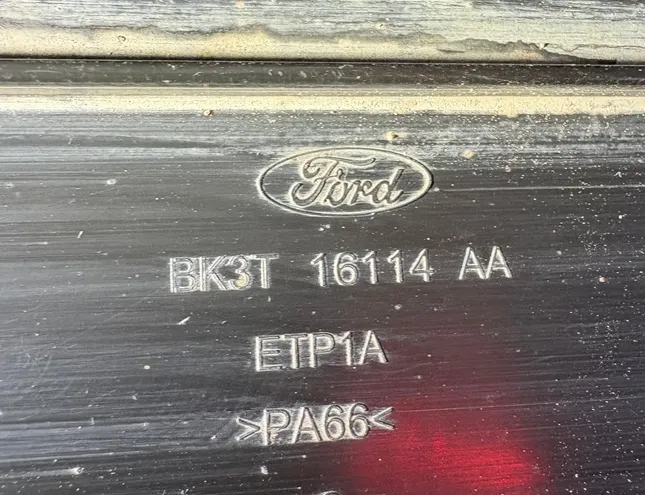 Ford
BK3T 16114 AA
ETP1A
>PA66<